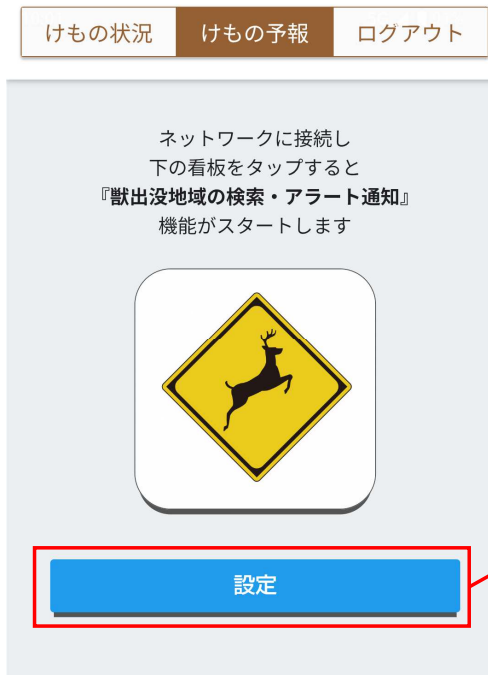 けもの状況 けもの予報 ログアウト
ネットワークに接続し
下の看板をタップすると
『獣出没地域の検索・アラート通知』
機能がスタートします
設定